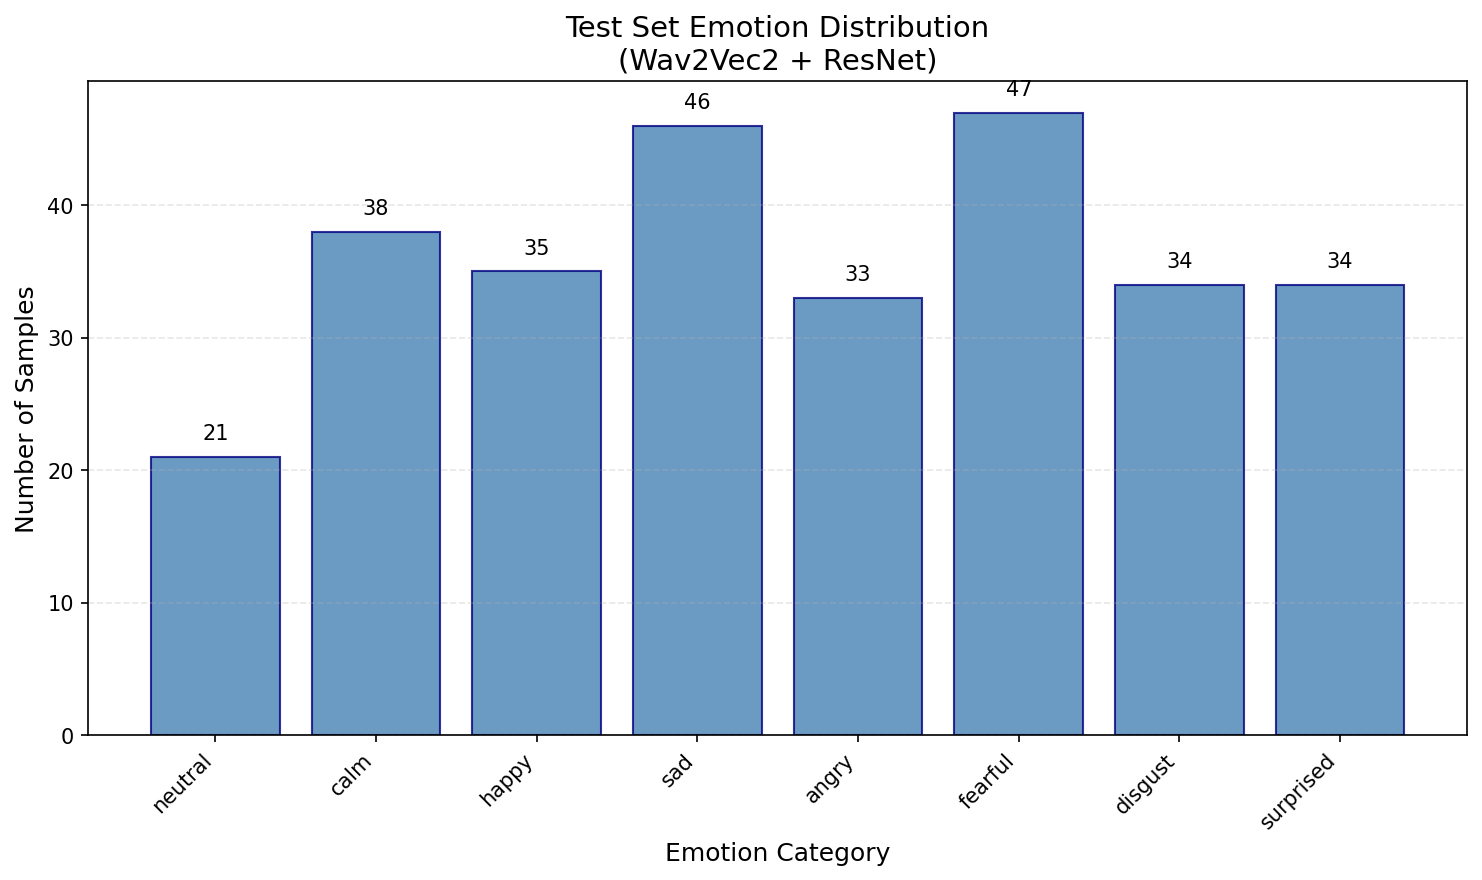 Test Set Emotion Distribution
(Wav2Vec2 + ResNet)
47
46
40
38
35
33
34
34
30
21
20
10
0
Number of Samples
neutral
calm
happy
sad
angry
fearful
disgust
surprised
Emotion Category